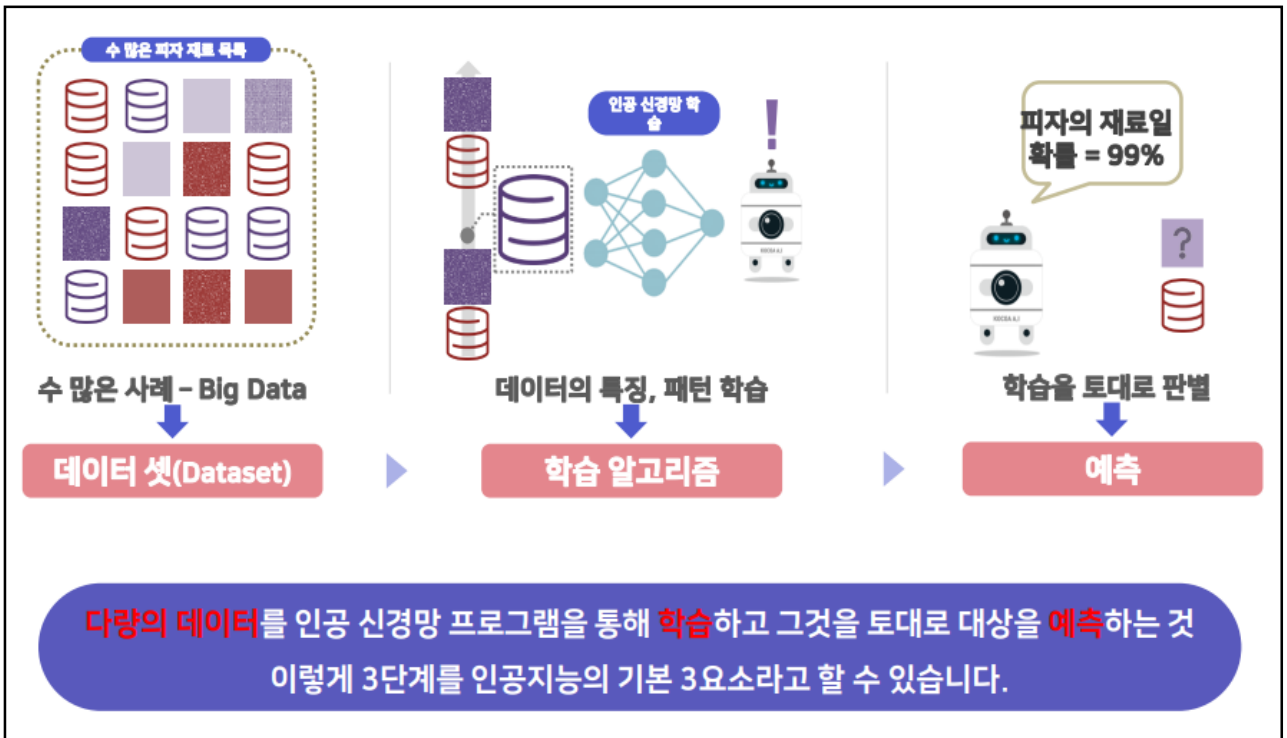 수 많은 피자 재료 목록
인공 신경망 학
습
!
피자의 재료일
확률 = 99%
?
KOCSA A.I
KOCSA A.I
수 많은 사례 – Big Data
데이터의 특징, 패턴 학습
학습을 토대로 판별
데이터 셋(Dataset)
학습 알고리즘
예측
다량의 데이터를 인공 신경망 프로그램을 통해 학습하고 그것을 토대로 대상을 예측하는 것
이렇게 3단계를 인공지능의 기본 3요소라고 할 수 있습니다.